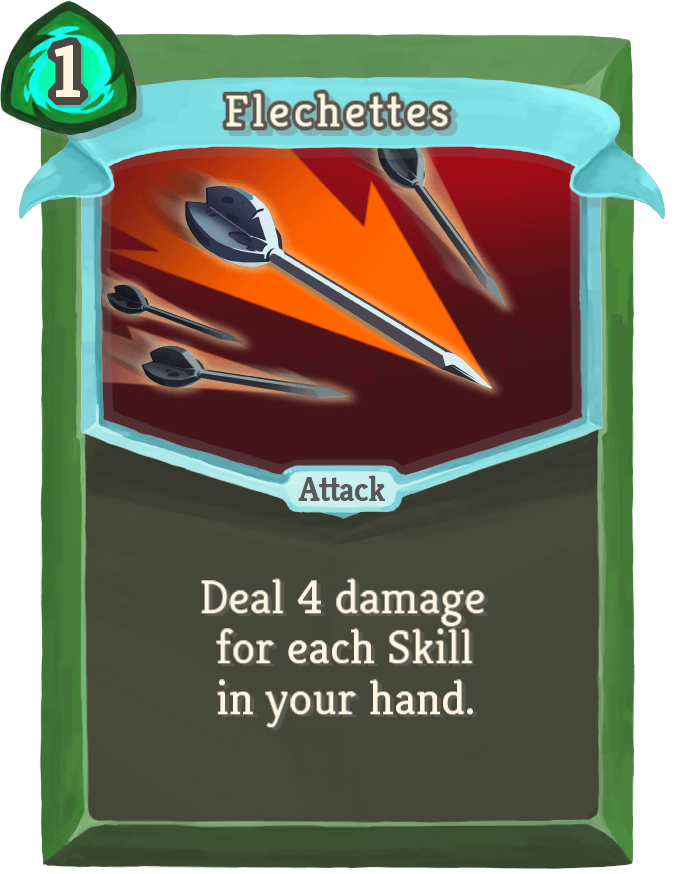 1
Flechettes
Attack
Deal 4 damage
for each Skill
in your hand.